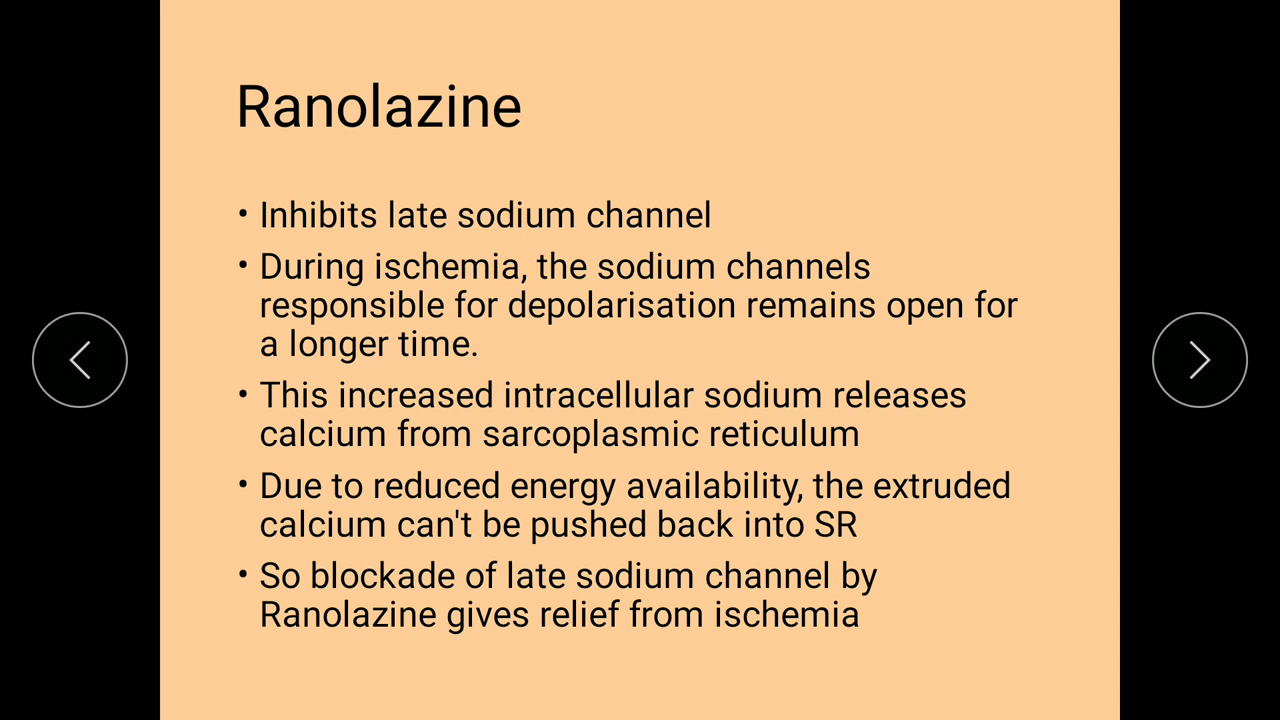 Ranolazine
• Inhibits late sodium channel
• During ischemia, the sodium channels
responsible for depolarisation remains open for
a longer time.
• This increased intracellular sodium releases
calcium from sarcoplasmic reticulum
• Due to reduced energy availability, the extruded
calcium can't be pushed back into SR
• So blockade of late sodium channel by
Ranolazine gives relief from ischemia